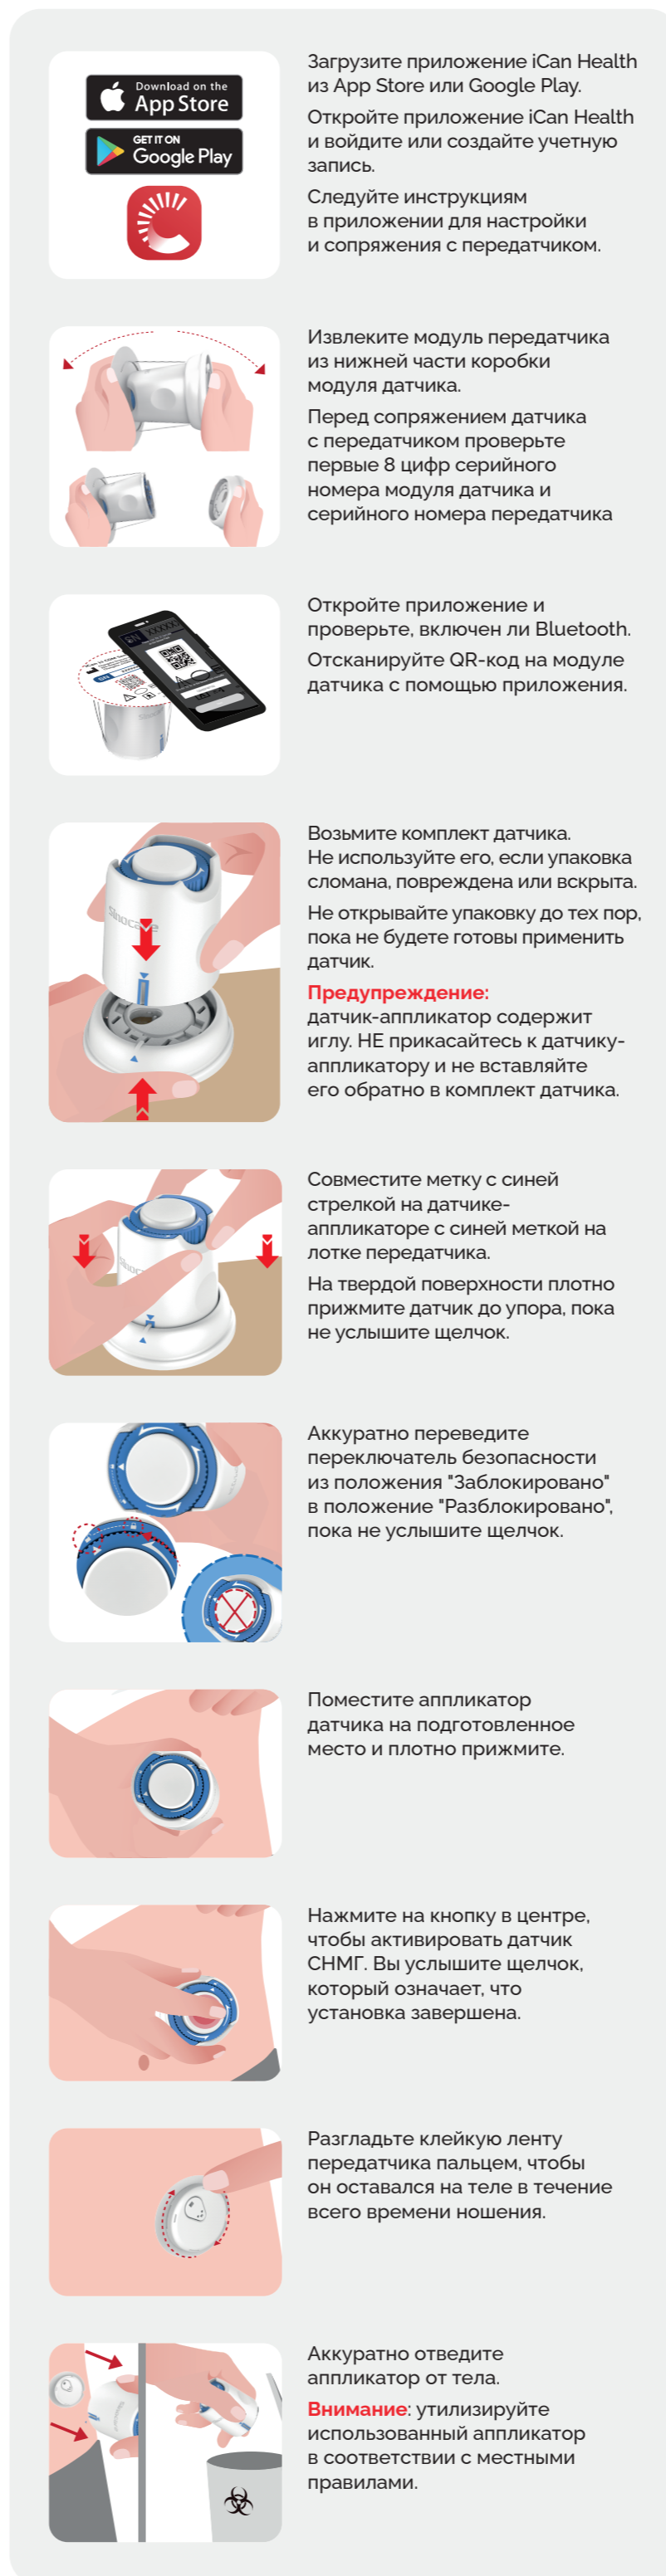 Download on the
App Store
GET IT ON
Google Play
Загрузите приложение iCan Health
из App Store или Google Play.
Откройте приложение iCan Health
и войдите или создайте учетную
запись.
Следуйте инструкциям
в приложении для настройки
и сопряжения с передатчиком.
Извлеките модуль передатчика
из нижней части коробки
модуля датчика.
Перед сопряжением датчика
с передатчиком проверьте
первые 8 цифр серийного
номера модуля датчика и
серийного номера передатчика
SN
Откройте приложение и
проверьте, включен ли Bluetooth.
Отсканируйте QR-код на модуле
датчика с помощью приложения.
Sinocare
Возьмите комплект датчика.
Не используйте его, если упаковка
сломана, повреждена или вскрыта.
Не открывайте упаковку до тех пор,
пока не будете готовы применить
датчик.
Предупреждение:
датчик-аппликатор содержит
иглу. НЕ прикасайтесь к датчику-
аппликатору и не вставляйте
его обратно в комплект датчика.
Совместите метку с синей
стрелкой на датчике-
аппликаторе с синей меткой на
лотке передатчика.
На твердой поверхности плотно
прижмите датчик до упора, пока
не услышите щелчок.
Аккуратно переведите
переключатель безопасности
из положения "Заблокировано"
в положение "Разблокировано",
пока не услышите щелчок.
Поместите аппликатор
датчика на подготовленное
место и плотно прижмите.
Нажмите на кнопку в центре,
чтобы активировать датчик
СНМГ. Вы услышите щелчок,
который означает, что
установка завершена.
Разгладьте клейкую ленту
передатчика пальцем, чтобы
он оставался на теле в течение
всего времени ношения.
Аккуратно отведите
аппликатор от тела.
Внимание: утилизируйте
использованный аппликатор
в соответствии с местными
правилами.